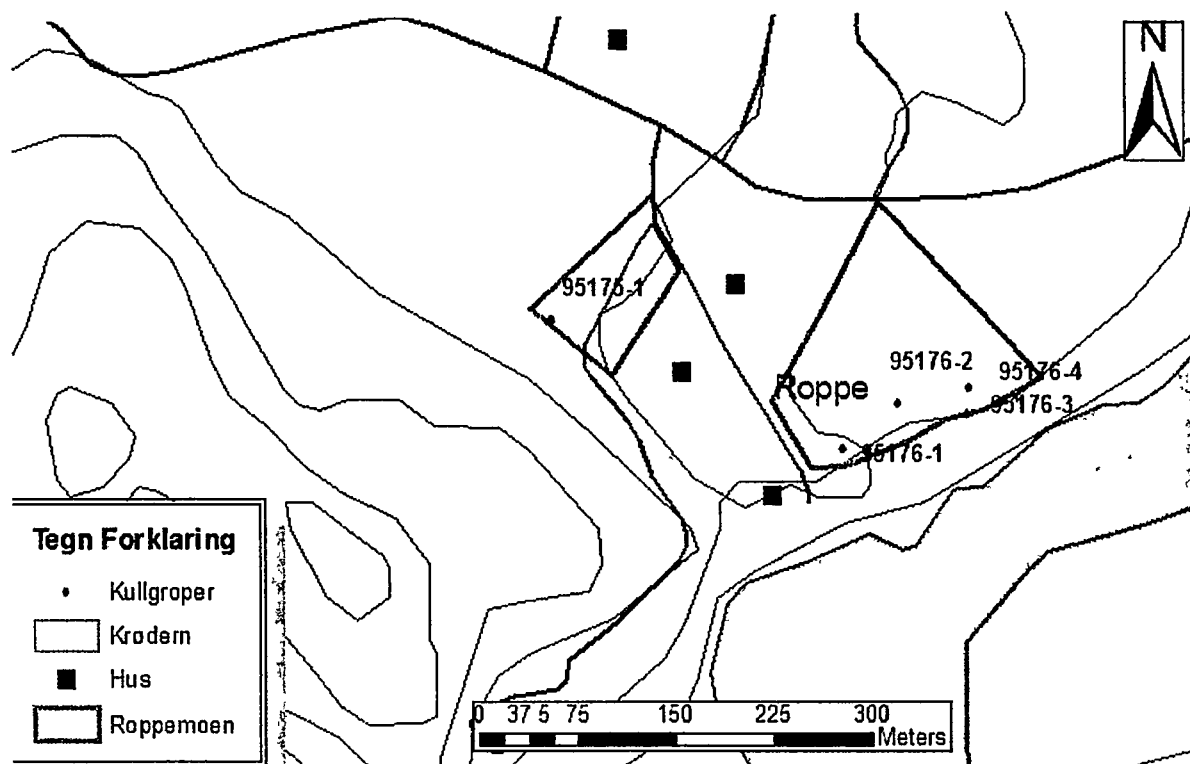 N
95175-1
95176-2
95176-4
Roppe
95176-3
95176-1
Tegn Forklaring
Kullgroper
Krødern
Hus
Roppemoen
0 37 5 75 150 225 300
Meters